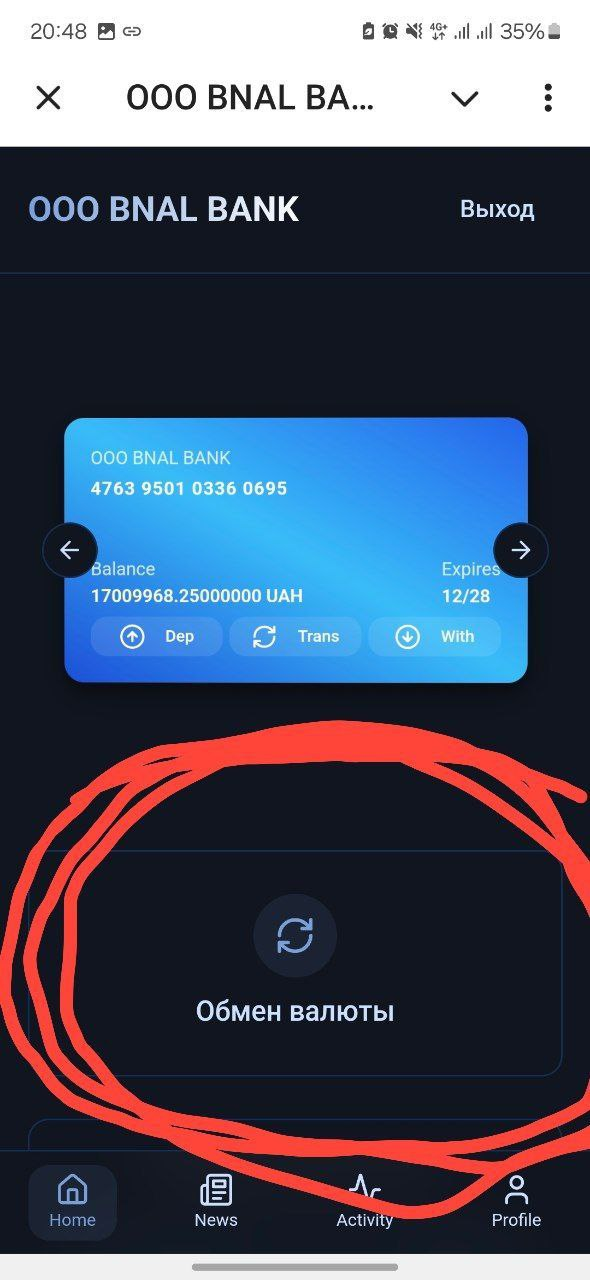 20:48 4G+ 35%
OOO BNAL BA...
OOO BNAL BANK Выход
OOO BNAL BANK
4763 9501 0336 0695
Balance Expires
17009968.25000000 UAH 12/28
Dep Trans With
Обмен валюты
Home News Activity Profile